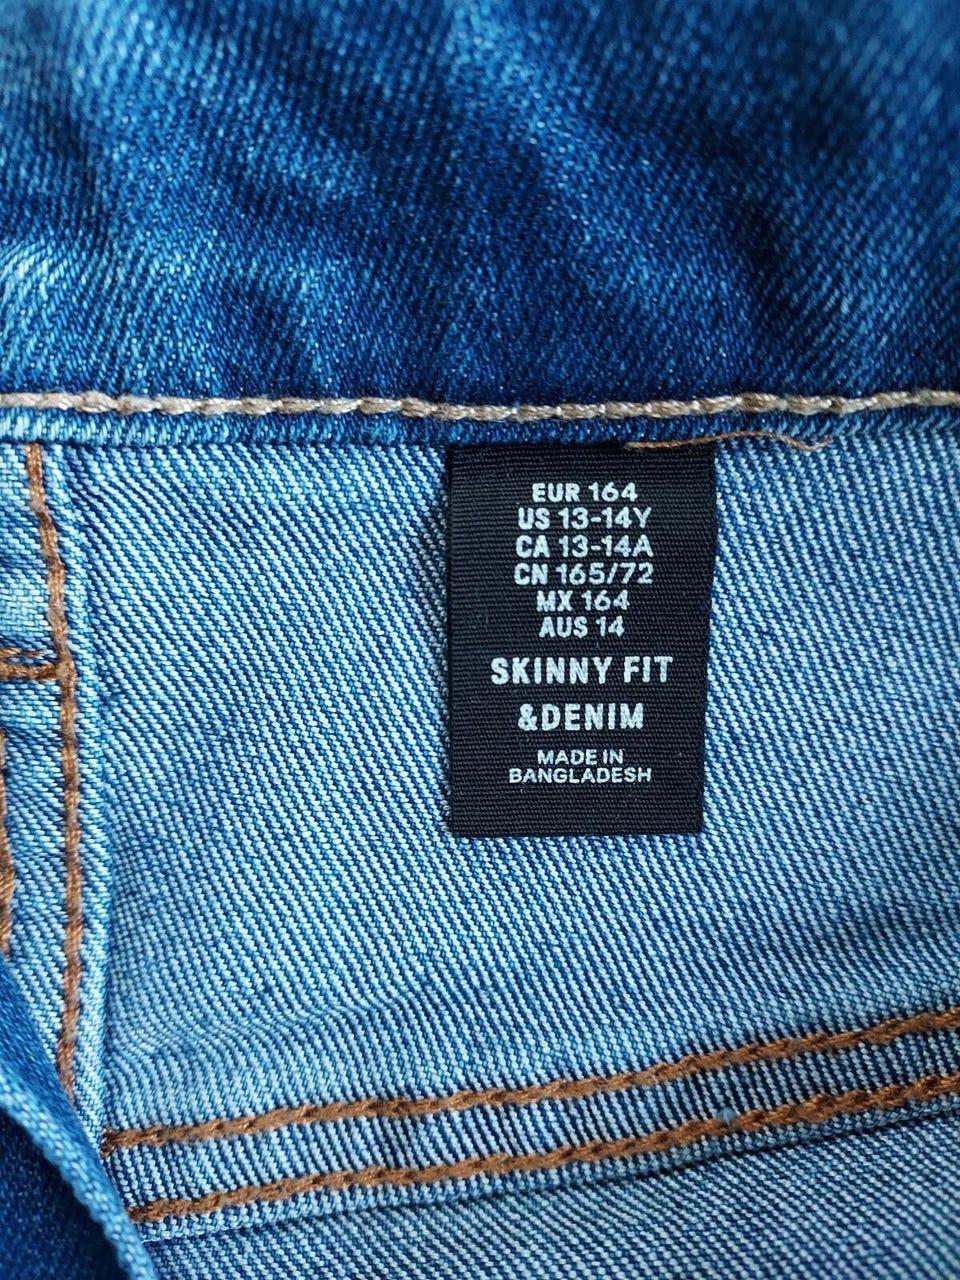 EUR 164
US 13-14Y
CA 13-14A
CN 165/72
MX 164
AUS 14
SKINNY FIT
&DENIM
MADE IN
BANGLADESH